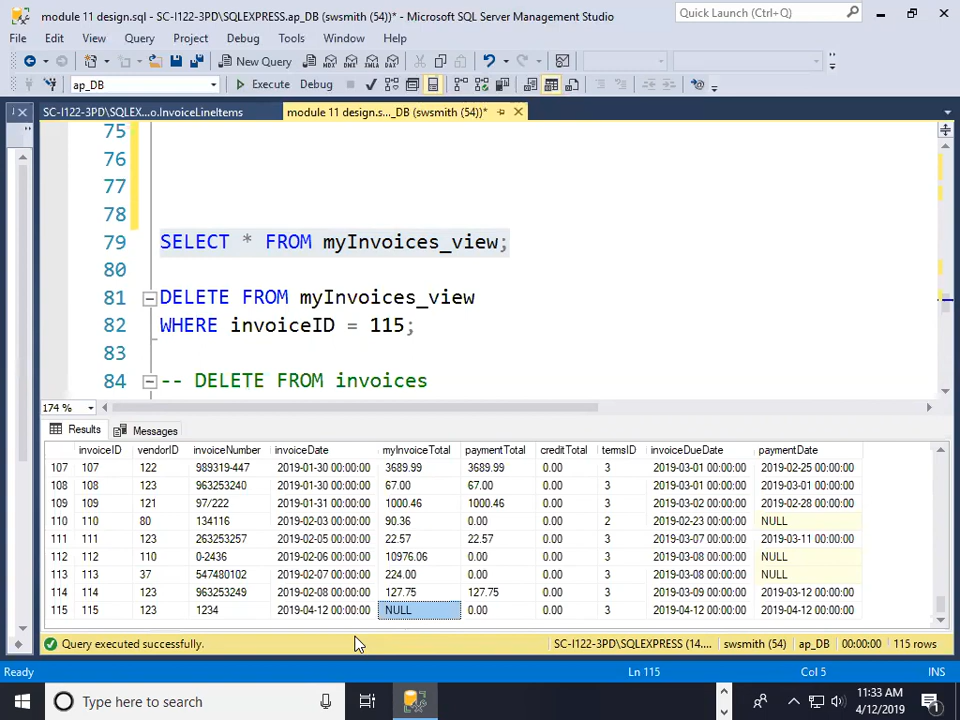 module 11 design.sql - SC-I122-3PD\SQLEXPRESS.ap_DB (swsmith (54))* - Microsoft SQL Server Management Studio
Quick Launch (Ctrl+Q)
File Edit View Query Project Debug Tools Window Help
New Query
ap_DB Execute Debug
SC-I122-3PD\SQLEX...o.InvoiceLineItems module 11 design.s..._DB (swsmith (54))*
75
76
77
78
79 SELECT * FROM myInvoices_view;
80
81 DELETE FROM myInvoices_view
82 WHERE invoiceID = 115;
83
84 -- DELETE FROM invoices
174 %
Results Messages
invoiceID vendorID invoiceNumber invoiceDate myInvoiceTotal paymentTotal creditTotal termsID invoiceDueDate paymentDate
107 107 122 989319-447 2019-01-30 00:00:00 3689.99 3689.99 0.00 3 2019-03-01 00:00:00 2019-02-25 00:00:00
108 108 123 963253240 2019-01-30 00:00:00 67.00 67.00 0.00 3 2019-03-01 00:00:00 2019-03-01 00:00:00
109 109 121 97/222 2019-01-31 00:00:00 1000.46 1000.46 0.00 3 2019-03-02 00:00:00 2019-02-28 00:00:00
110 110 80 134116 2019-02-03 00:00:00 90.36 0.00 0.00 2 2019-02-23 00:00:00 NULL
111 111 123 263253257 2019-02-05 00:00:00 22.57 22.57 0.00 3 2019-03-07 00:00:00 2019-03-11 00:00:00
112 112 110 0-2436 2019-02-06 00:00:00 10976.06 0.00 0.00 3 2019-03-08 00:00:00 NULL
113 113 37 547480102 2019-02-07 00:00:00 224.00 0.00 0.00 3 2019-03-08 00:00:00 NULL
114 114 123 963253249 2019-02-08 00:00:00 127.75 127.75 0.00 3 2019-03-09 00:00:00 2019-03-12 00:00:00
115 115 123 1234 2019-04-12 00:00:00 NULL 0.00 0.00 3 2019-04-12 00:00:00 2019-04-12 00:00:00
Query executed successfully. SC-I122-3PD\SQLEXPRESS (14.... swsmith (54) ap_DB 00:00:00 115 rows
Ready Ln 115 Col 5 INS
Type here to search
11:33 AM
4/12/2019
1